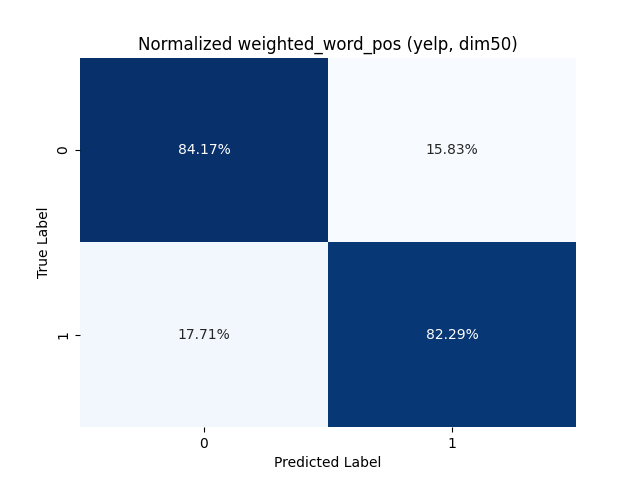 Normalized weighted_word_pos (yelp, dim50)
True Label
0
84.17%
15.83%
1
17.71%
82.29%
0
1
Predicted Label